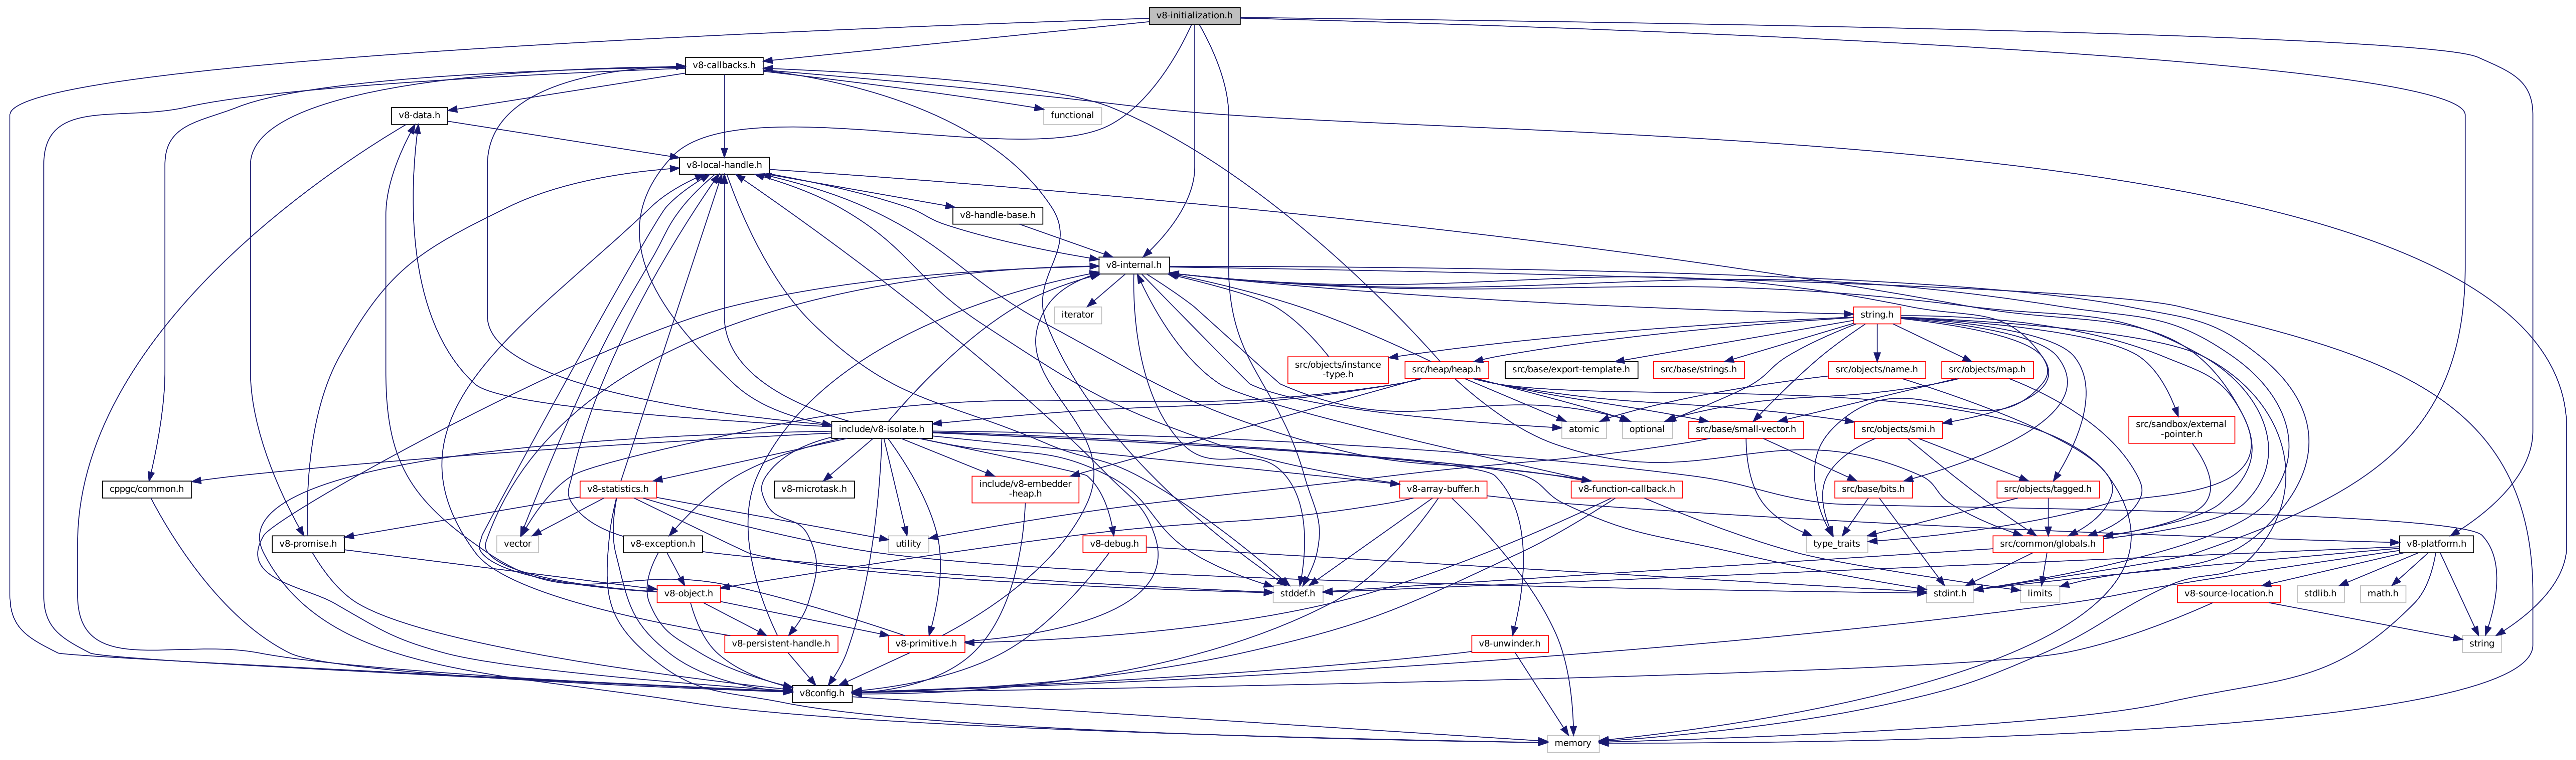 v8-initialization.h
v8-callbacks.h
v8-data.h
functional
v8-local-handle.h
v8-handle-base.h
v8-internal.h
iterator
string.h
src/objects/instance
-type.h
src/heap/heap.h
src/base/export-template.h
src/base/strings.h
src/objects/name.h
src/objects/map.h
include/v8-isolate.h
atomic
optional
src/base/small-vector.h
src/objects/smi.h
src/sandbox/external
-pointer.h
cppgc/common.h
v8-statistics.h
v8-microtask.h
include/v8-embedder
-heap.h
v8-array-buffer.h
v8-function-callback.h
src/base/bits.h
src/objects/tagged.h
v8-promise.h
vector
v8-exception.h
utility
v8-debug.h
type_traits
src/common/globals.h
v8-platform.h
v8-object.h
stddef.h
stdint.h
limits
v8-source-location.h
stdlib.h
math.h
v8-persistent-handle.h
v8-primitive.h
v8-unwinder.h
string
v8config.h
memory